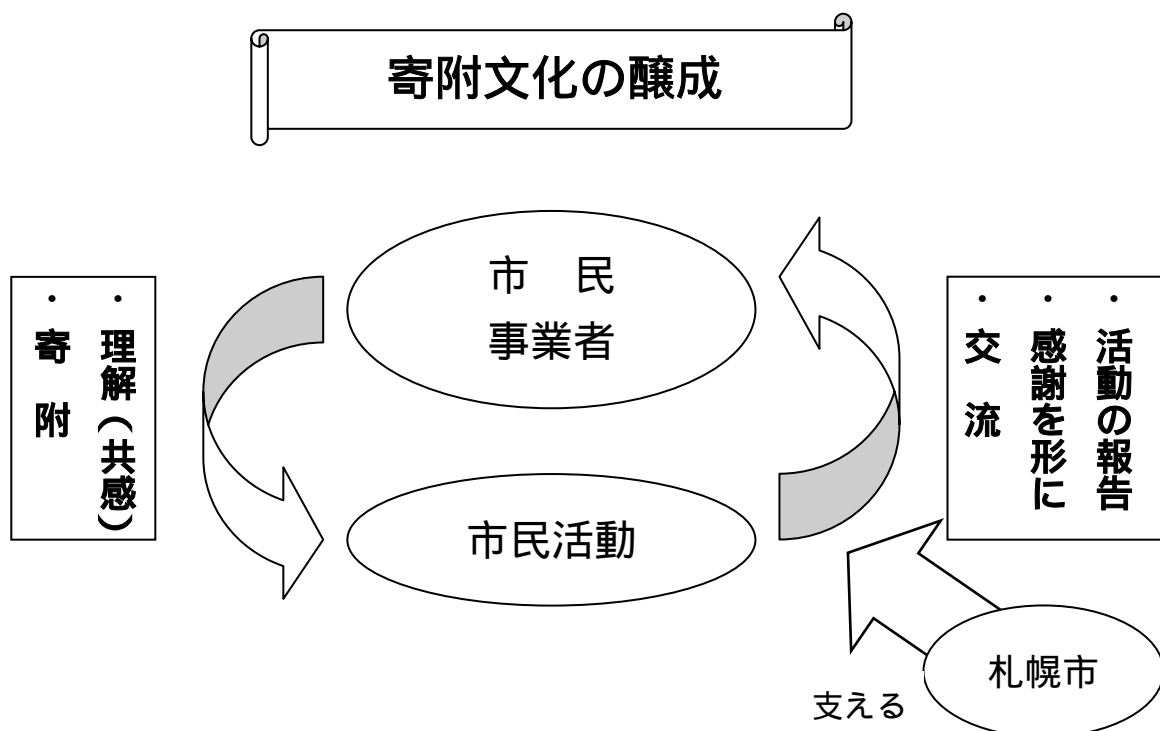 寄附文化の醸成
市　民
事業者
・理解（共感）
・寄　附
・活動の報告
・感謝を形に
・交　流
市民活動
札幌市
支える